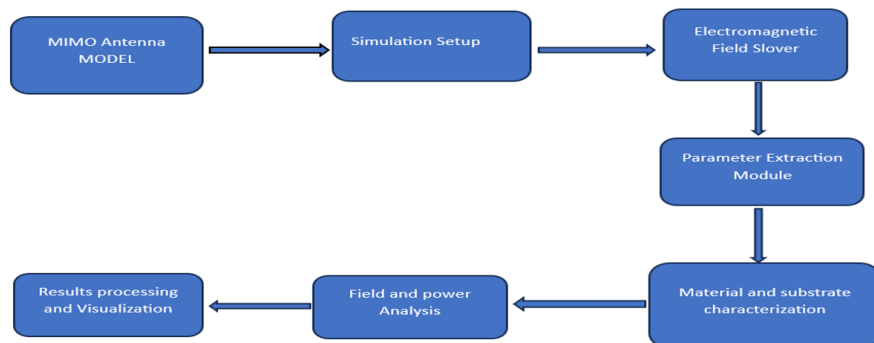 MIMO Antenna
MODEL
Simulation Setup
Electromagnetic
Field Slover
Parameter Extraction
Module
Material and substrate
characterization
Field and power
Analysis
Results processing
and Visualization